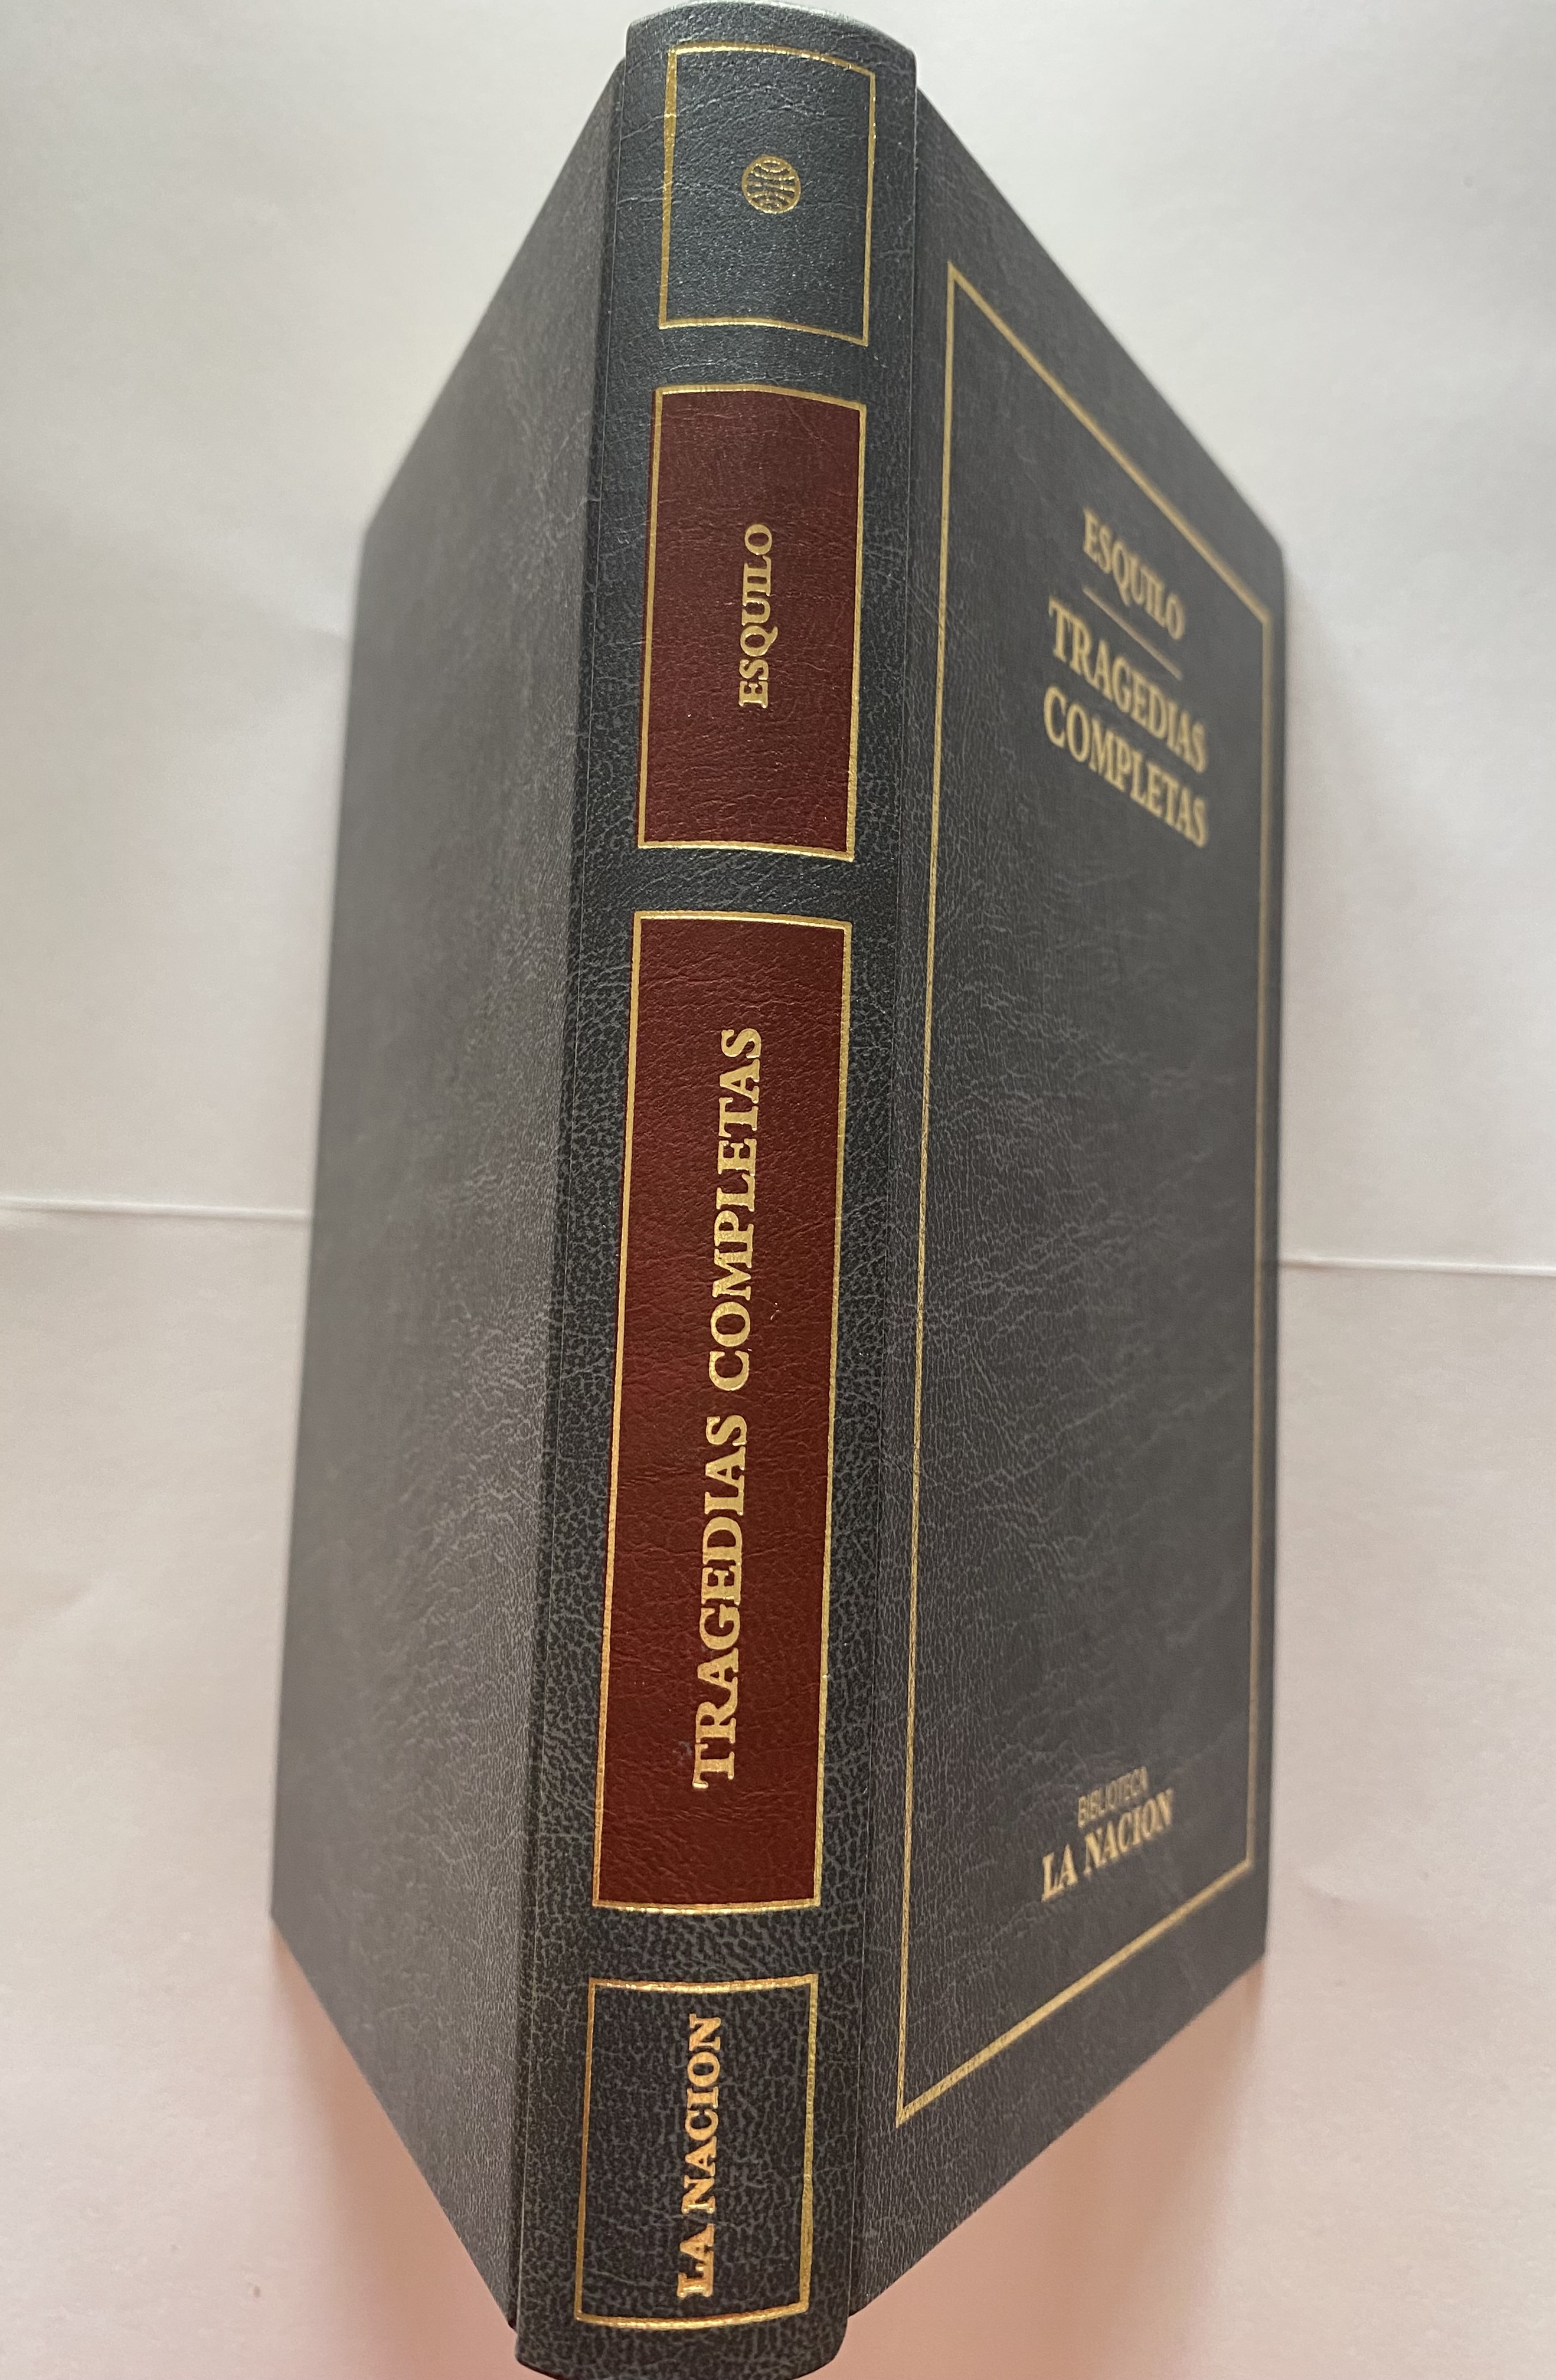 ESQUILO
TRAGEDIAS COMPLETAS
LA NACION
ESQUILO
TRAGEDIAS
COMPLETAS
BIBLIOTECA
LA NACION